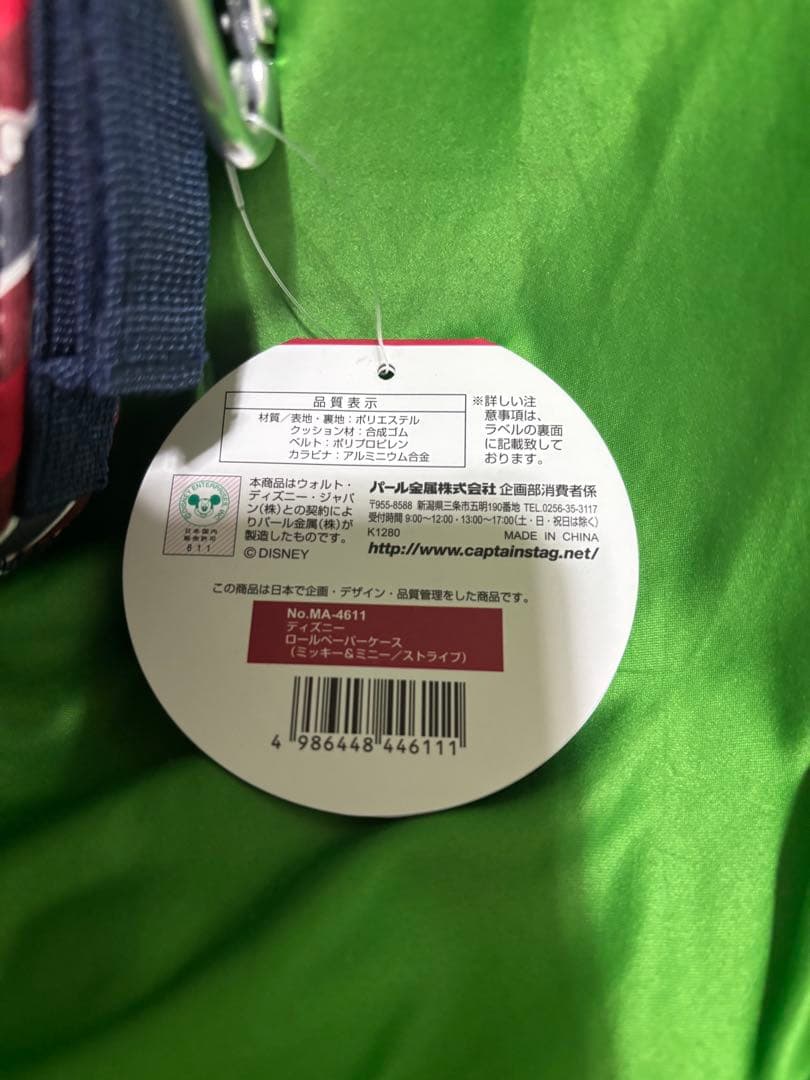 品質表示
材質/表地・裏地:ポリエステル
クッション材:合成ゴム
ベルト:ポリプロピレン
カラビナ:アルミニウム合金
※詳しい注
意事項は、
ラベルの裏面
に記載致して
おります。
日本国内
販売許可
611
本商品はウォルト・
ディズニー・ジャパ
ン(株)との契約によ
りパール金属(株)が
製造したものです。
©DISNEY
パール金属株式会社 企画部消費者係
〒955-8588 新潟県三条市五明190番地 TEL.0256-35-3117
受付時間 9:00〜12:00・13:00〜17:00(土・日・祝日は除く)
K1280 MADE IN CHINA
http://www.captainstag.net/
この商品は日本で企画・デザイン・品質管理をした商品です。
No.MA-4611
ディズニー
ロールペーパーケース
(ミッキー&ミニー/ストライプ)
4 986448 446111